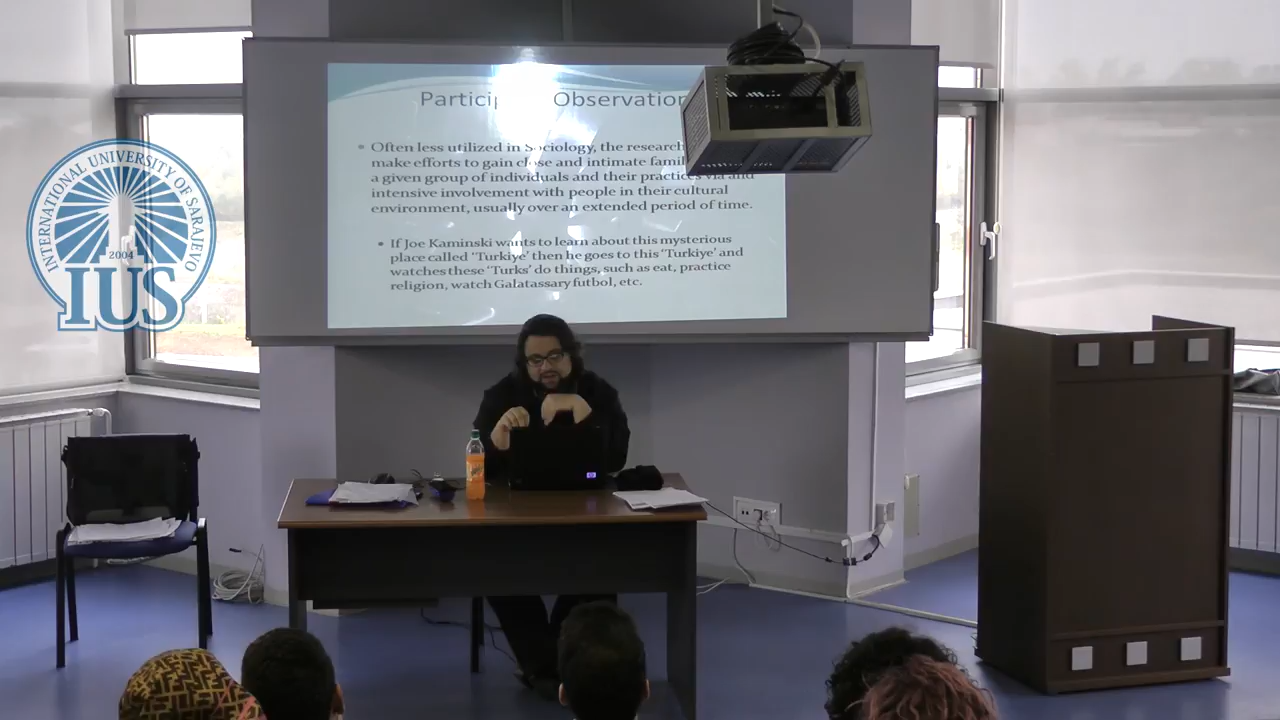 Partici Observation
Often less utilized in Sociology, the research
make efforts to gain close and intimate famil
a given group of individuals and their practices via and
intensive involvement with people in their cultural
environment, usually over an extended period of time.
If Joe Kaminski wants to learn about this mysterious
place called 'Turkiye' then he goes to this 'Turkiye' and
watches these 'Turks' do things, such as eat, practice
religion, watch Galatassary futbol, etc.
INTERNATIONAL UNIVERSITY OF SARAJEVO
2004
IUS
hp